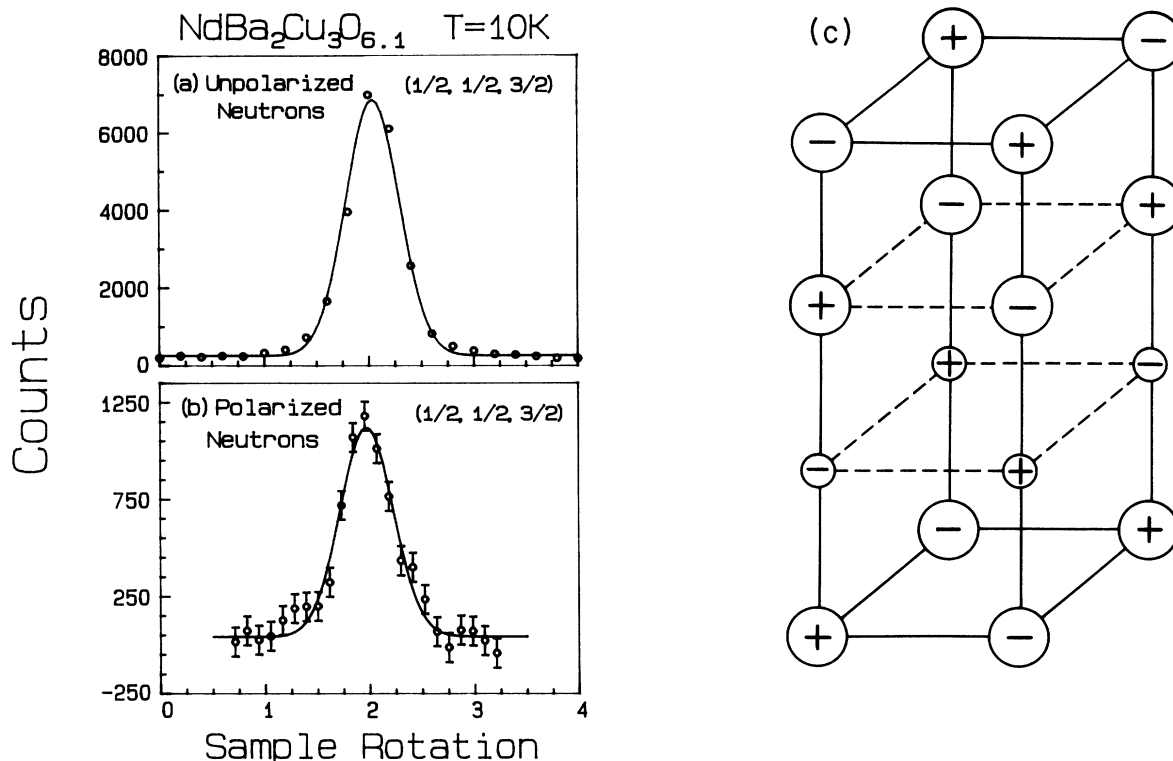 NdBa₂Cu₃O₆.₁ T=10K
(a) Unpolarized Neutrons
(1/2, 1/2, 3/2)
8000
6000
4000
2000
0
Counts
(b) Polarized Neutrons
(1/2, 1/2, 3/2)
1250
750
250
-250
0 1 2 3 4
Sample Rotation
(c)
+ −
− +
− +
+ −
+ −
− +
− +
+ −